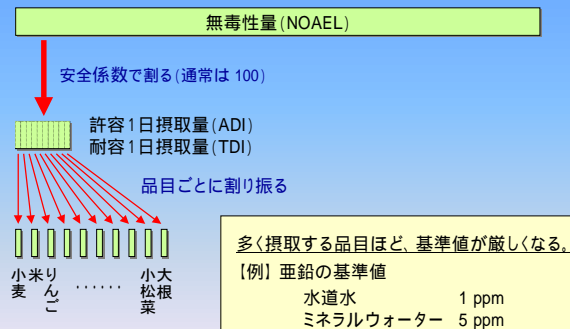 無毒性量(NOAEL)
安全係数で割る(通常は 100)
許容1日摂取量(ADI)
耐容1日摂取量(TDI)
品目ごとに割り振る
小麦
米
りんご
……
小松菜
大根
多く摂取する品目ほど、基準値が厳しくなる。
【例】 亜鉛の基準値
水道水 1 ppm
ミネラルウォーター 5 ppm